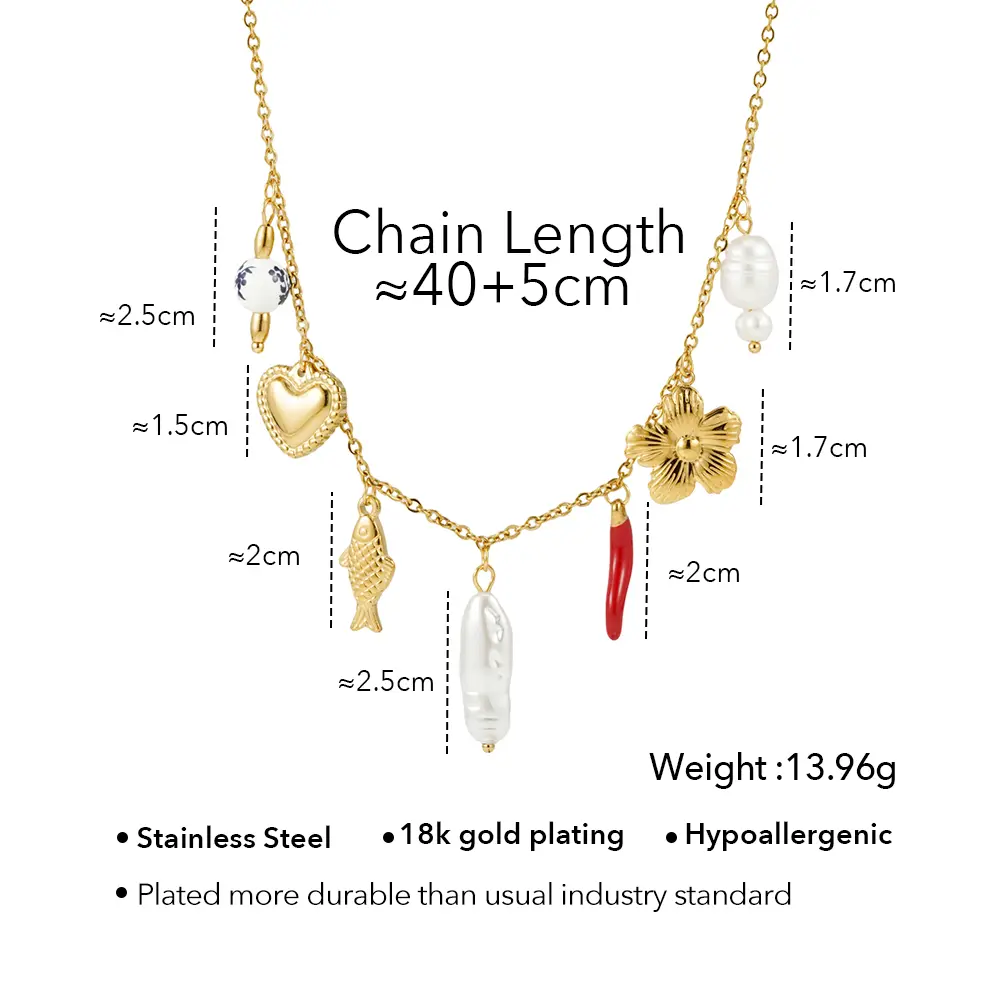 Chain Length
≈40+5cm
≈1.7cm
≈2.5cm
≈1.5cm
≈1.7cm
≈2cm
≈2cm
≈2.5cm
Weight :13.96g
• Stainless Steel • 18k gold plating • Hypoallergenic
• Plated more durable than usual industry standard